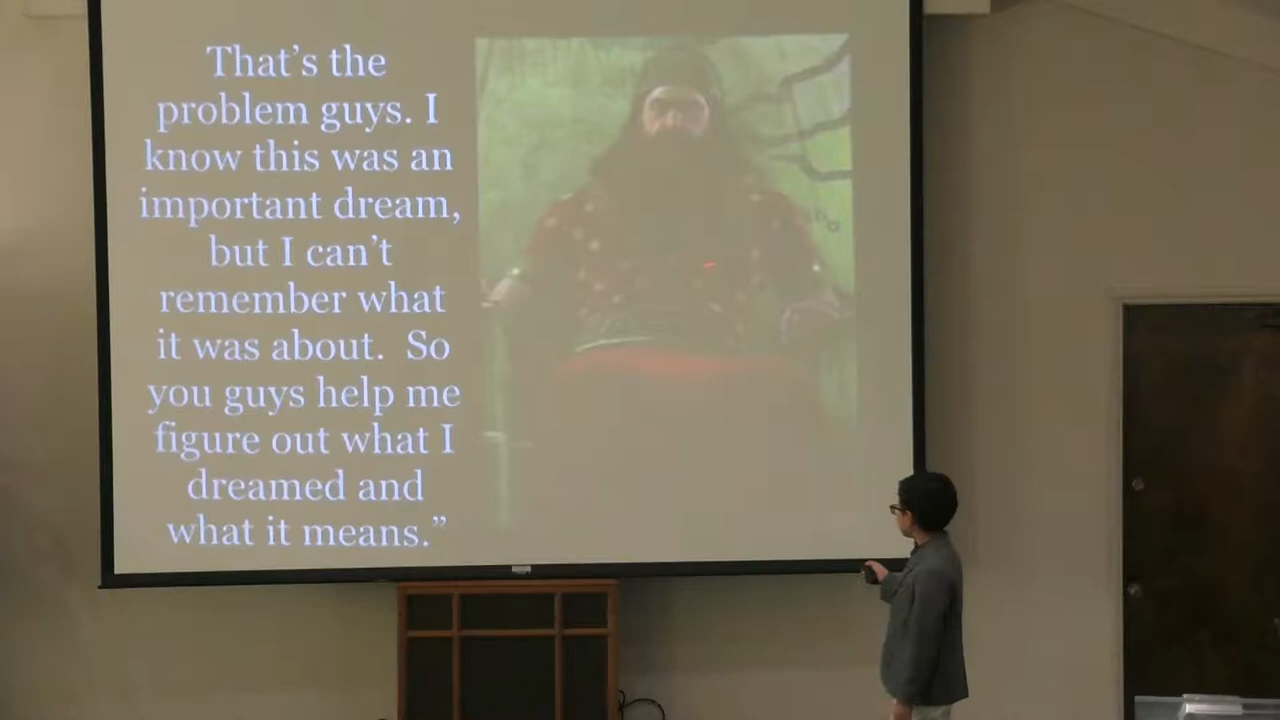 That’s the
problem guys. I
know this was an
important dream,
but I can’t
remember what
it was about.  So
you guys help me
figure out what I
dreamed and
what it means.”